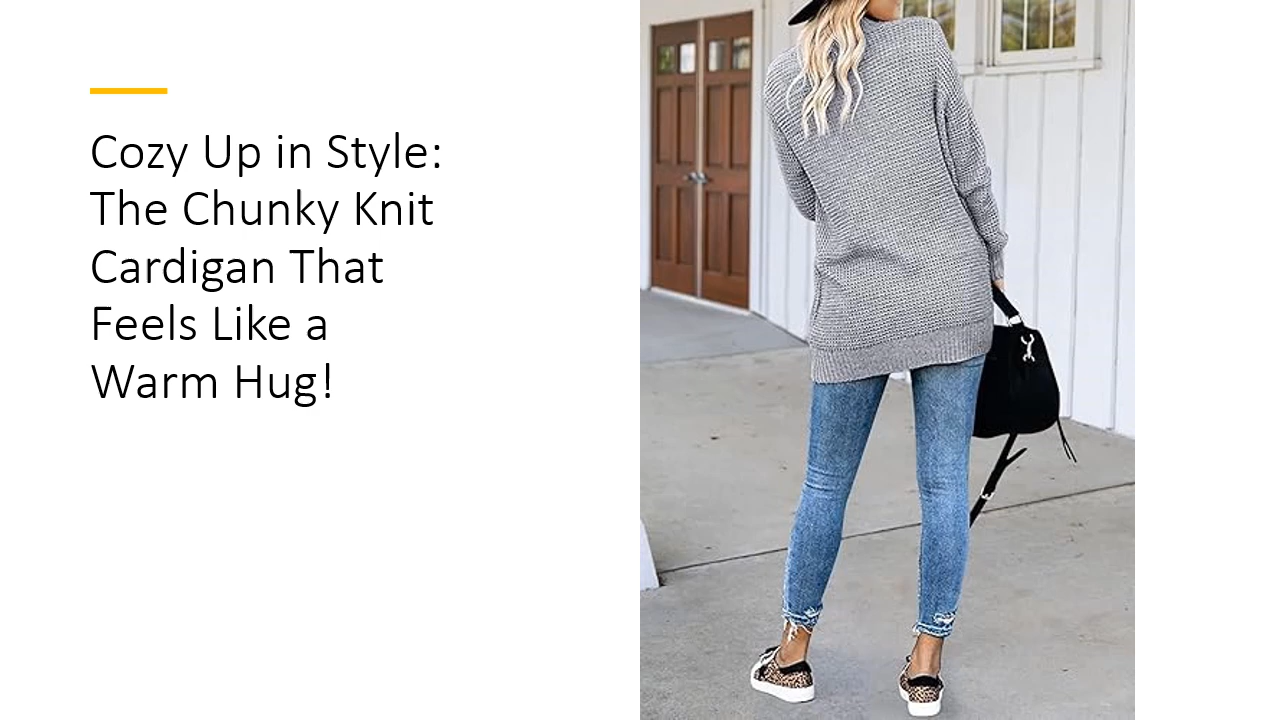 Cozy Up in Style:
The Chunky Knit
Cardigan That
Feels Like a
Warm Hug!